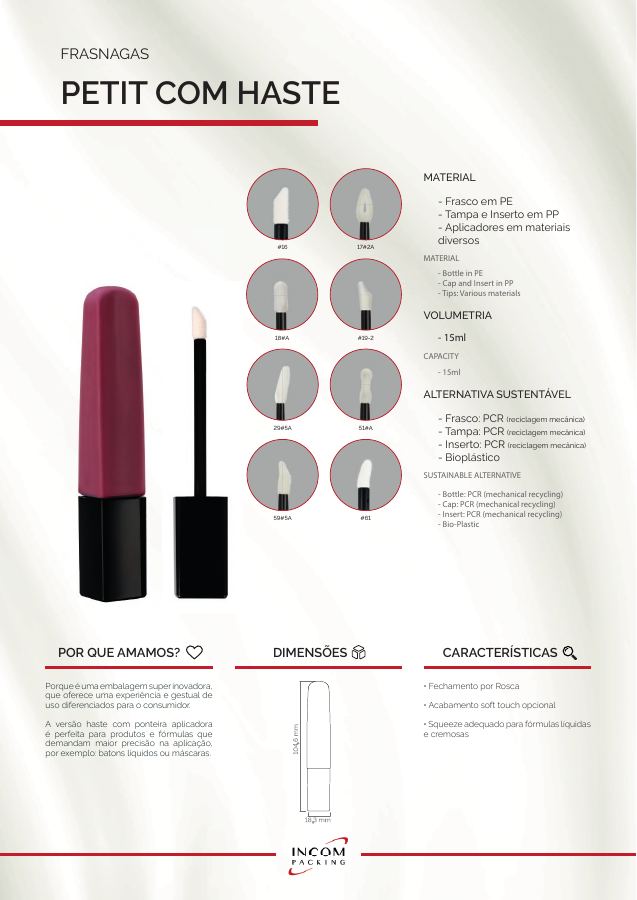 FRASNAGAS
PETIT COM HASTE
#16
17#2A
18#A
#19-2
29#5A
51#A
59#5A
#61
MATERIAL
- Frasco em PE
- Tampa e Inserto em PP
- Aplicadores em materiais
diversos
MATERIAL
- Bottle in PE
- Cap and Insert in PP
- Tips: Various materials
VOLUMETRIA
- 15ml
CAPACITY
- 15ml
ALTERNATIVA SUSTENTÁVEL
- Frasco: PCR (reciclagem mecânica)
- Tampa: PCR (reciclagem mecânica)
- Inserto: PCR (reciclagem mecânica)
- Bioplástico
SUSTAINABLE ALTERNATIVE
- Bottle: PCR (mechanical recycling)
- Cap: PCR (mechanical recycling)
- Insert: PCR (mechanical recycling)
- Bio-Plastic
POR QUE AMAMOS?
Porque é uma embalagem super inovadora,
que oferece uma experiência e gestual de
uso diferenciados para o consumidor.
A versão haste com ponteira aplicadora
é perfeita para produtos e fórmulas que
demandam maior precisão na aplicação,
por exemplo: batons líquidos ou máscaras.
DIMENSÕES
mm
mm
CARACTERÍSTICAS
• Fechamento por Rosca
• Acabamento soft touch opcional
• Squeeze adequado para fórmulas líquidas
e cremosas
INCOM
PACKING